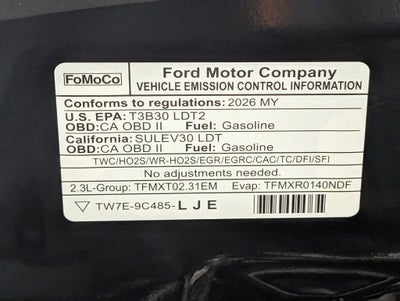 FoMoCo
Ford Motor Company
VEHICLE EMISSION CONTROL INFORMATION
Conforms to regulations: 2026 MY
U.S. EPA: T3B30 LDT2
OBD: CA OBD II Fuel: Gasoline
California: SULEV30 LDT
OBD: CA OBD II Fuel: Gasoline
TWC/HO2S/WR-HO2S/EGR/EGRC/CAC/TC/DFI/SFI
No adjustments needed.
2.3L-Group: TFMXT02.31EM Evap: TFMXR0140NDF
TW7E-9C485- L J E